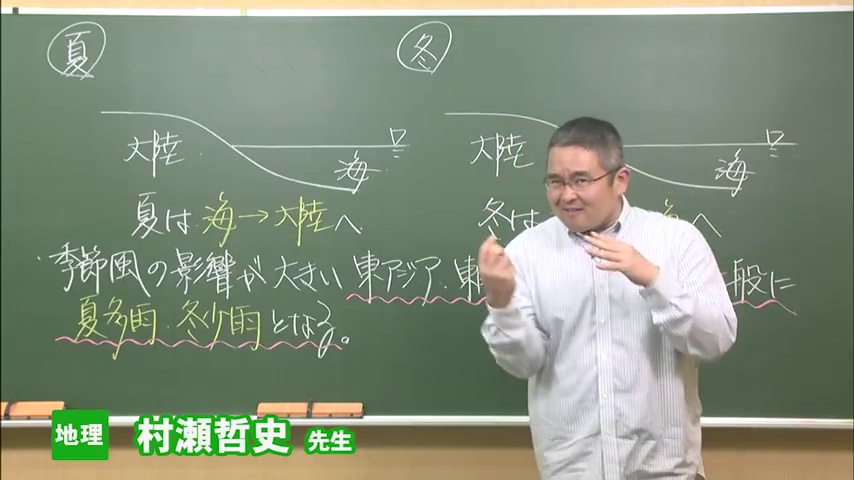 夏
冬
大陸
海
大陸
海
夏は 海→大陸へ
冬は
へ
季節風の影響が大きい 東アジア・東
般に
夏多雨・冬少雨となる。
地理 村瀬哲史 先生